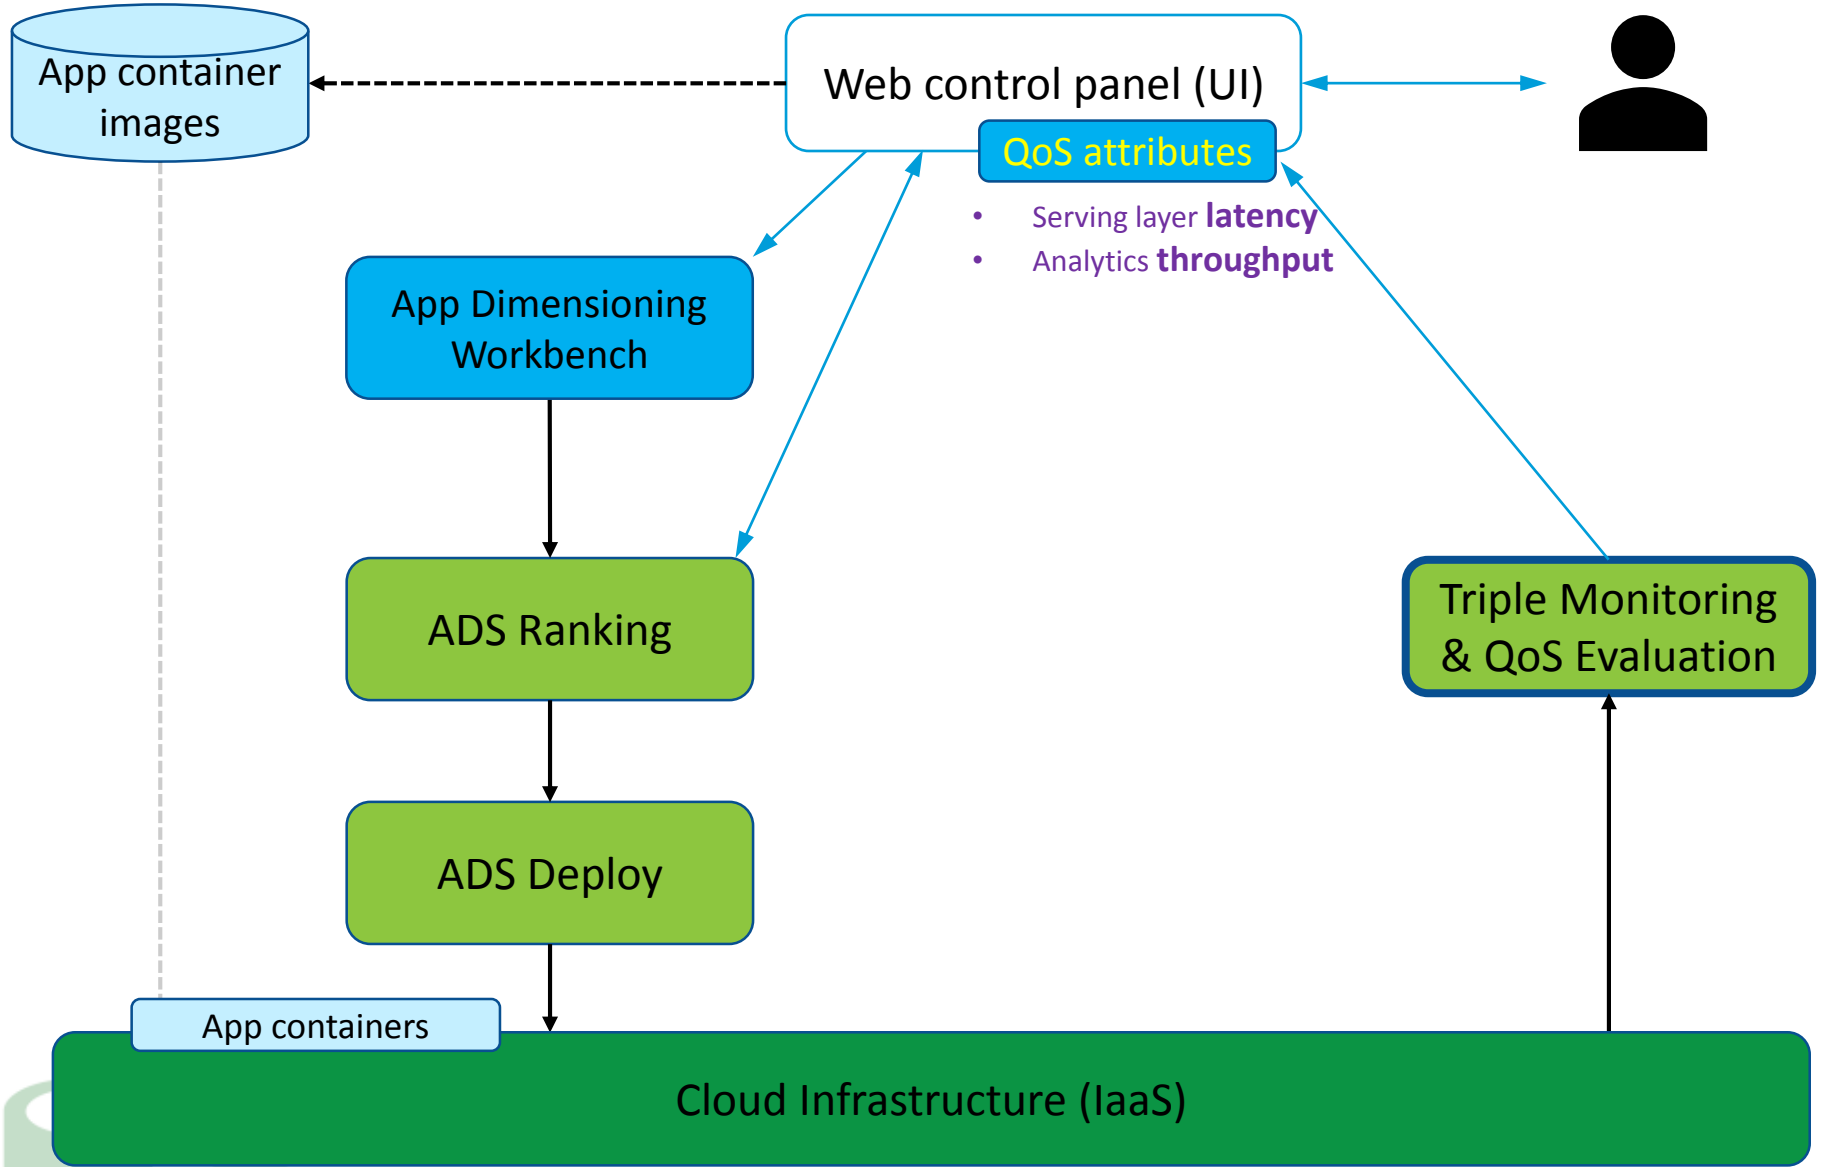 App container
images
Web control panel (UI)
QoS attributes
• Serving layer latency
• Analytics throughput
App Dimensioning
Workbench
ADS Ranking
Triple Monitoring
& QoS Evaluation
ADS Deploy
App containers
Cloud Infrastructure (IaaS)